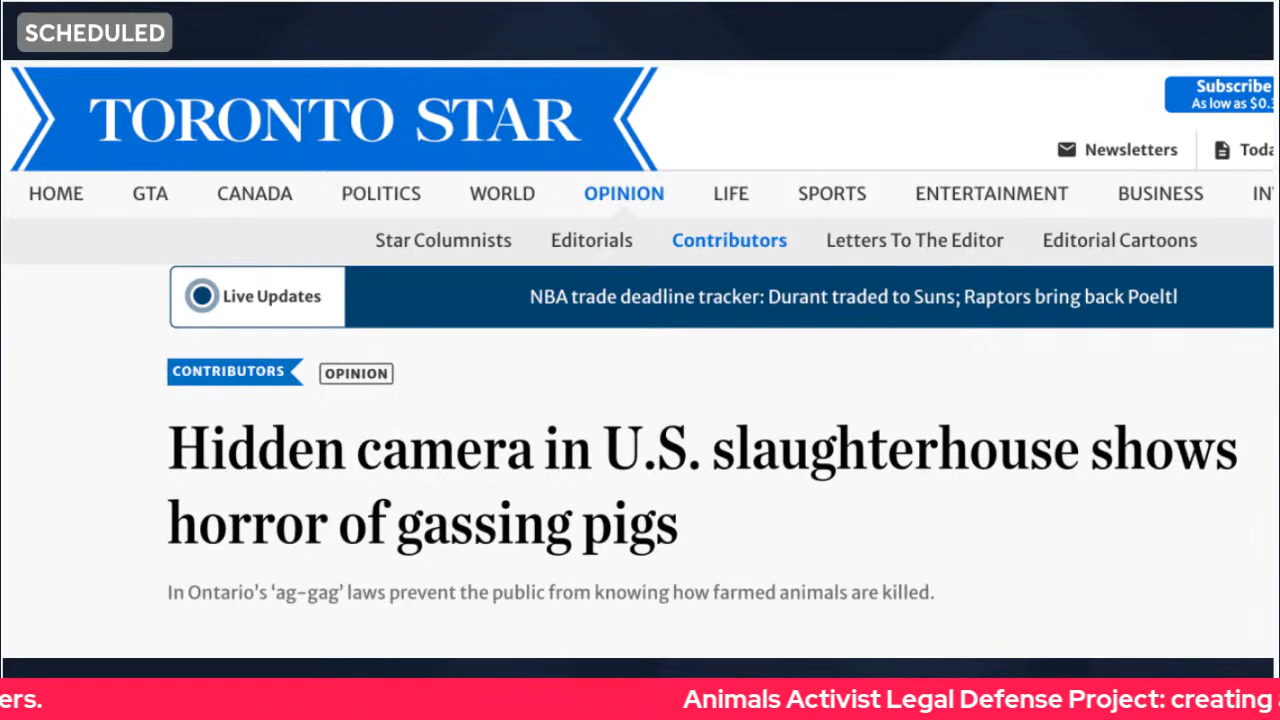 SCHEDULED
TORONTO STAR
Subscribe
As low as $0.
Newsletters
HOME GTA CANADA POLITICS WORLD OPINION LIFE SPORTS ENTERTAINMENT BUSINESS
Star Columnists Editorials Contributors Letters To The Editor Editorial Cartoons
Live Updates NBA trade deadline tracker: Durant traded to Suns; Raptors bring back Poeltl
CONTRIBUTORS OPINION
Hidden camera in U.S. slaughterhouse shows
horror of gassing pigs
In Ontario's ‘ag-gag’ laws prevent the public from knowing how farmed animals are killed.
ers. Animals Activist Legal Defense Project: creating